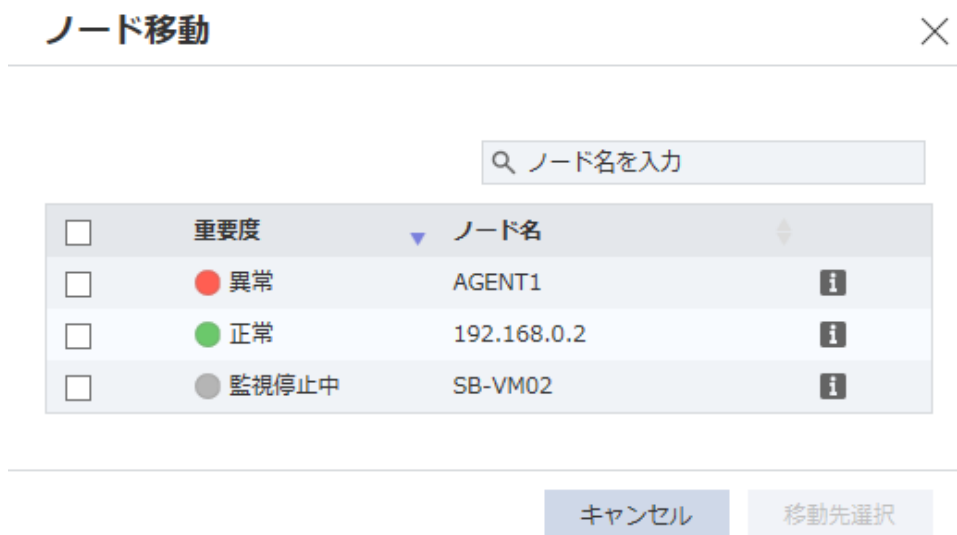 ノード移動
ノード名を入力
重要度 ノード名
異常 AGENT1
正常 192.168.0.2
監視停止中 SB-VM02
キャンセル 移動先選択